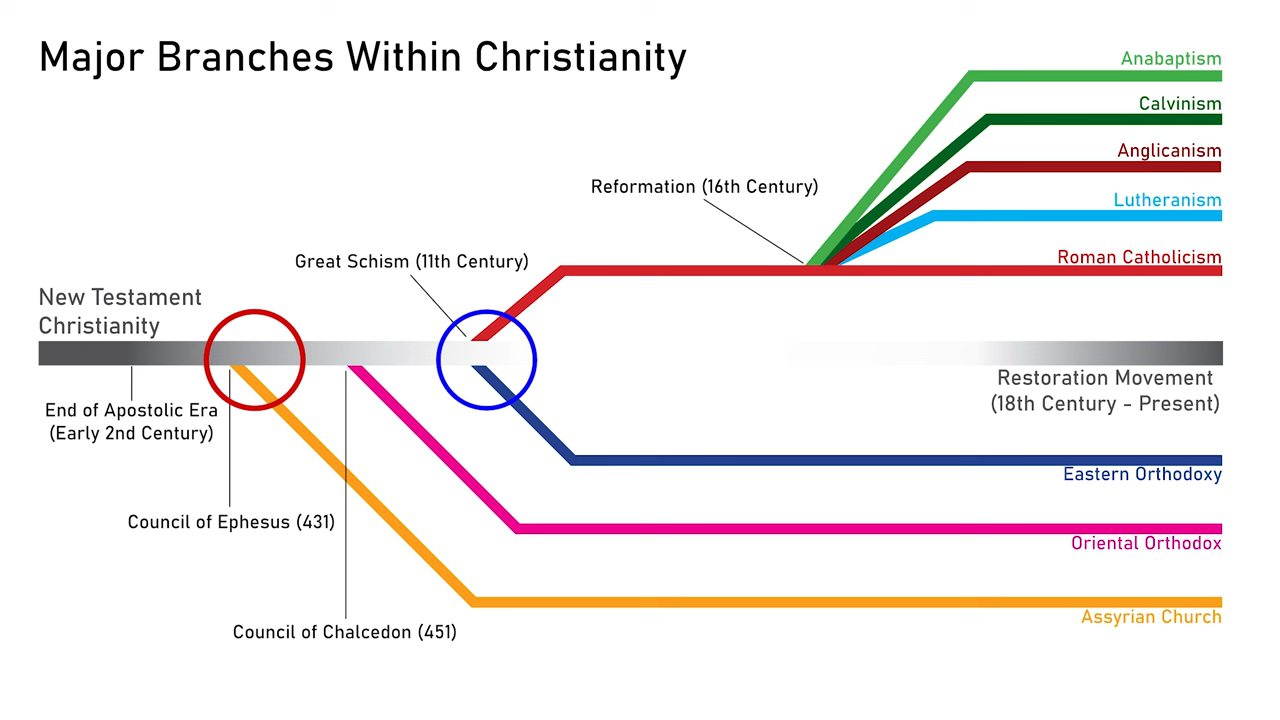 Major Branches Within Christianity
Anabaptism
Calvinism
Anglicanism
Reformation (16th Century)
Lutheranism
Great Schism (11th Century)
Roman Catholicism
New Testament
Christianity
Restoration Movement
(18th Century - Present)
End of Apostolic Era
(Early 2nd Century)
Eastern Orthodoxy
Council of Ephesus (431)
Oriental Orthodox
Assyrian Church
Council of Chalcedon (451)